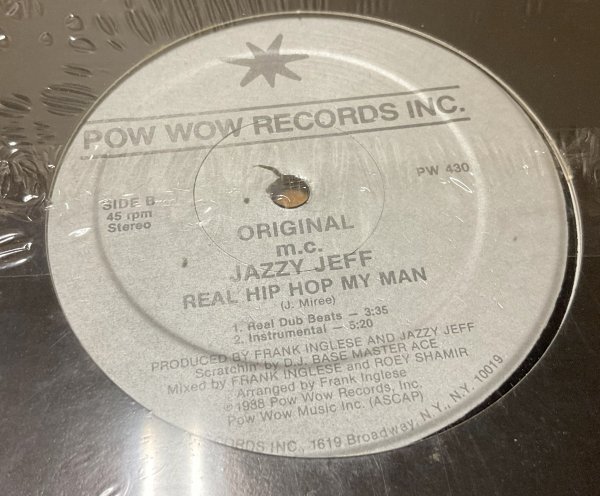 POW WOW RECORDS INC.
PW 430
SIDE B
45 rpm
Stereo
ORIGINAL
m.c.
JAZZY JEFF
REAL HIP HOP MY MAN
(J. Miree)
1. Real Dub Beats — 3:35
2. Instrumental — 5:20
PRODUCED BY FRANK INGLESE AND JAZZY JEFF
Scratchin' by D.J. BASE MASTER ACE
Mixed by FRANK INGLESE and ROEY SHAMIR
Arranged by Frank Inglese
℗ 1988 Pow Wow Records, Inc.
Pow Wow Music Inc. (ASCAP)
RECORDS INC., 1619 Broadway, N.Y., N.Y. 10019